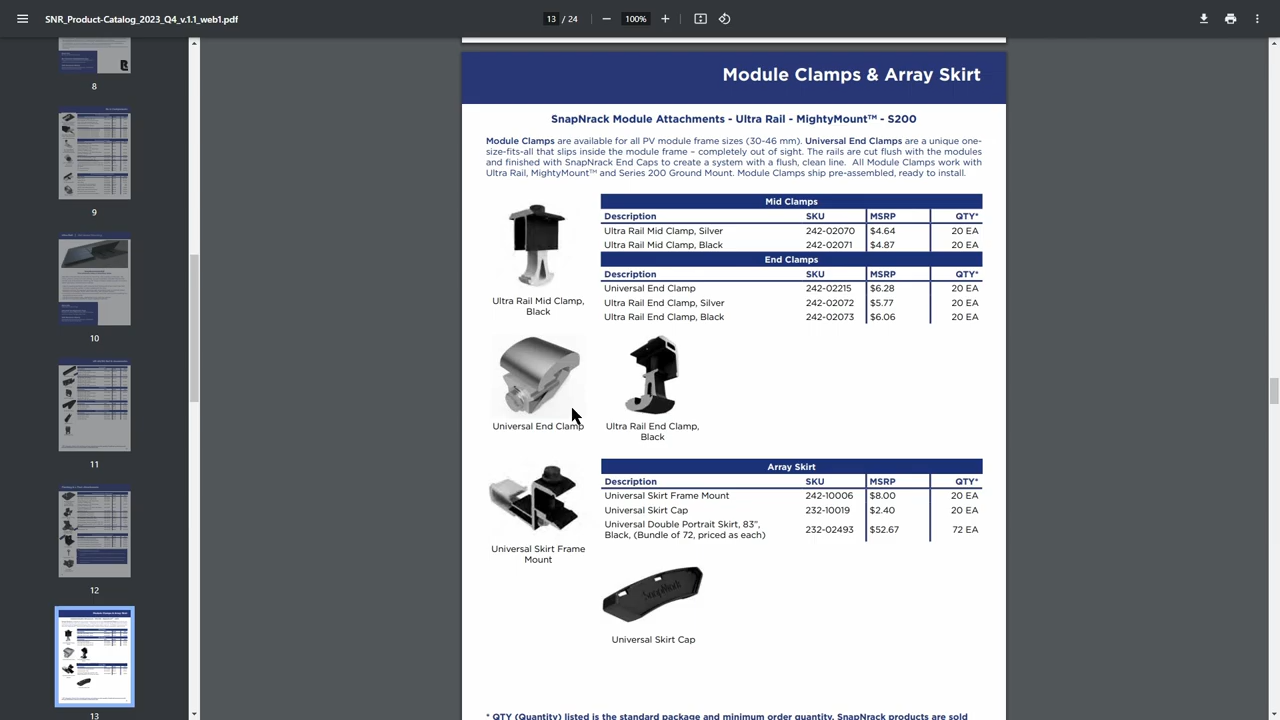 SNR_Product-Catalog_2023_Q4_v.1.1_web1.pdf
13 / 24
100%
8
9
10
11
12
13
Module Clamps & Array Skirt
SnapNrack Module Attachments - Ultra Rail - MightyMount™ - S200
Module Clamps are available for all PV module frame sizes (30-46 mm). Universal End Clamps are a unique one-
size-fits-all that slips inside the module frame – completely out of sight. The rails are cut flush with the modules
and finished with SnapNrack End Caps to create a system with a flush, clean line. All Module Clamps work with
Ultra Rail, MightyMount™ and Series 200 Ground Mount. Module Clamps ship pre-assembled, ready to install.
Mid Clamps
Description SKU MSRP QTY*
Ultra Rail Mid Clamp, Silver 242-02070 $4.64 20 EA
Ultra Rail Mid Clamp, Black 242-02071 $4.87 20 EA
End Clamps
Description SKU MSRP QTY*
Universal End Clamp 242-02215 $6.28 20 EA
Ultra Rail End Clamp, Silver 242-02072 $5.77 20 EA
Ultra Rail End Clamp, Black 242-02073 $6.06 20 EA
Ultra Rail Mid Clamp,
Black
Universal End Clamp
Ultra Rail End Clamp,
Black
Array Skirt
Description SKU MSRP QTY*
Universal Skirt Frame Mount 242-10006 $8.00 20 EA
Universal Skirt Cap 232-10019 $2.40 20 EA
Universal Double Portrait Skirt, 83”,
Black, (Bundle of 72, priced as each) 232-02493 $52.67 72 EA
Universal Skirt Frame
Mount
SnapNrack
Universal Skirt Cap
* QTY (Quantity) listed is the standard package and minimum order quantity. SnapNrack products are sold